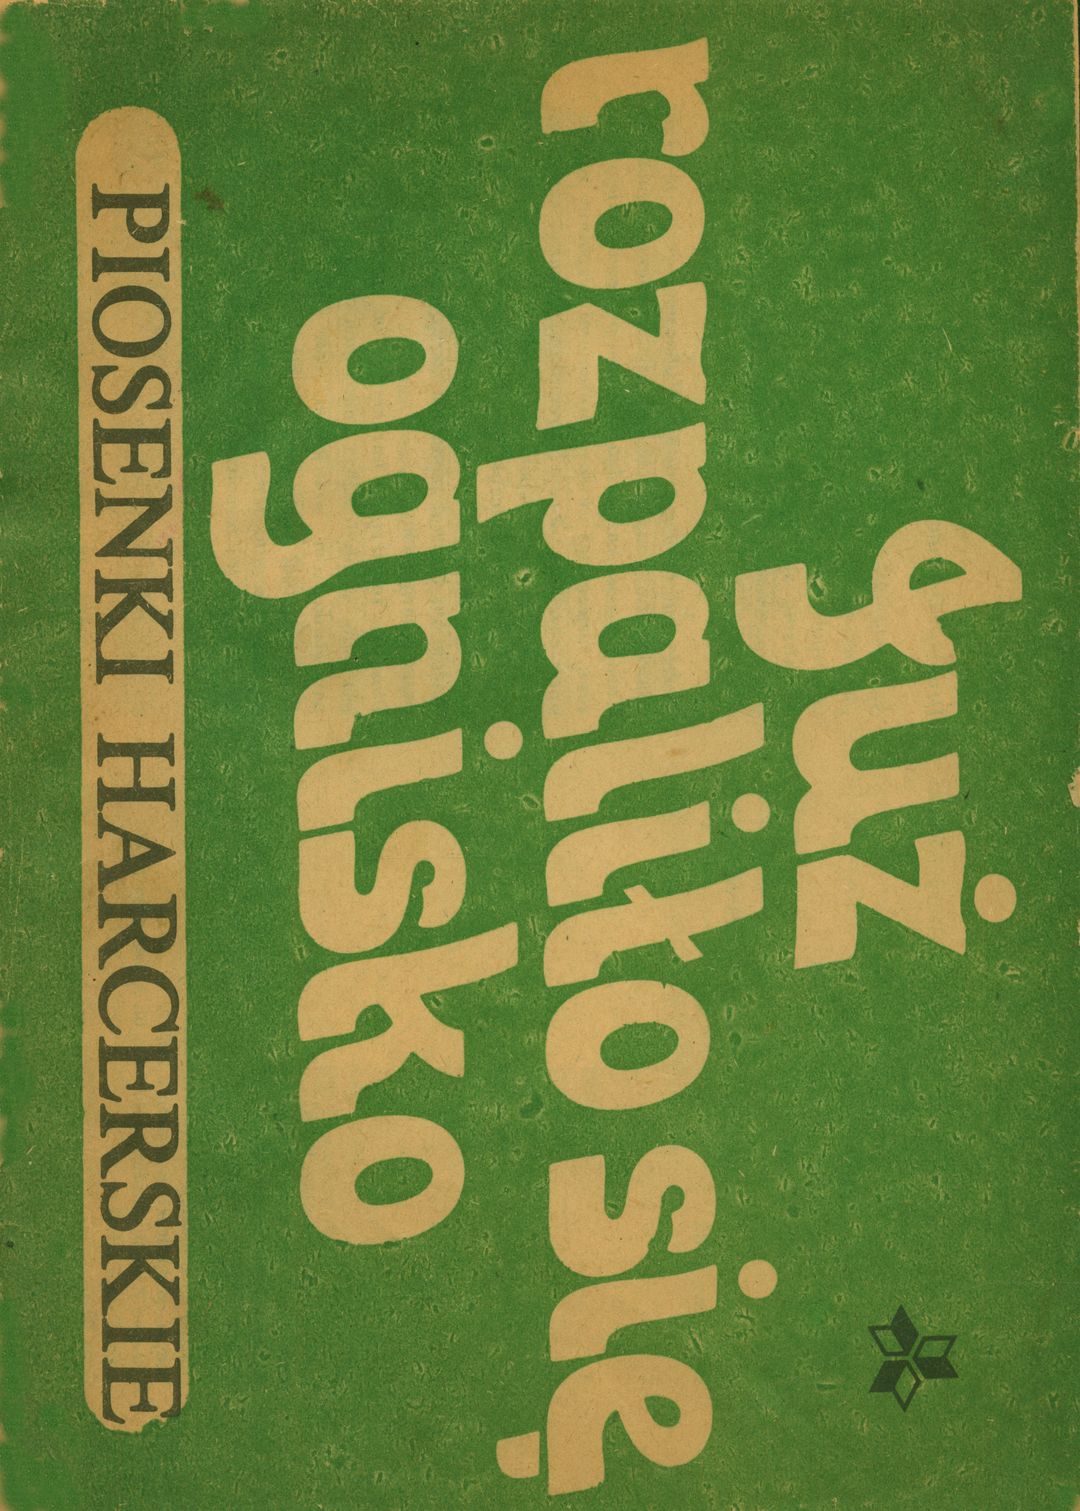 Już
rozpaliło się
ognisko
PIOSENKI HARCERSKIE